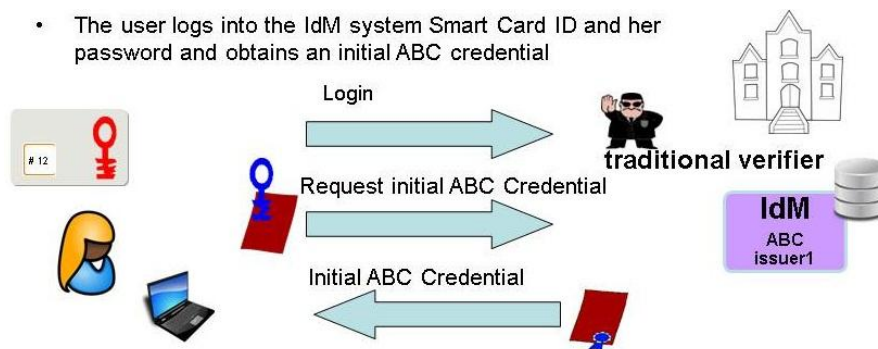 • The user logs into the IdM system Smart Card ID and her
password and obtains an initial ABC credential
Login
# 12
traditional verifier
Request initial ABC Credential
IdM
ABC
issuer1
Initial ABC Credential